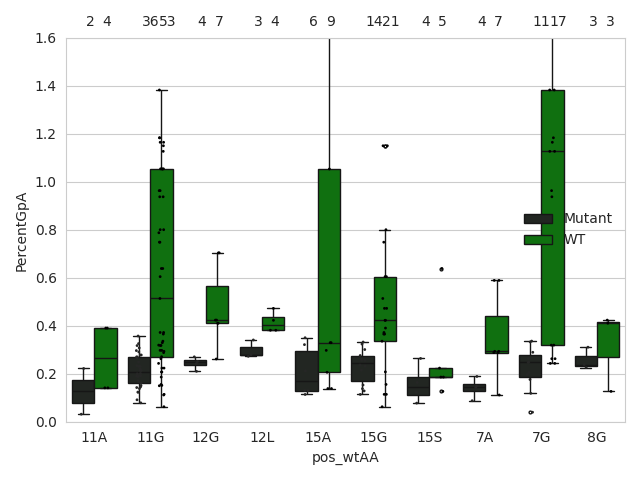 2 4 3653 4 7 3 4 6 9 1421 4 5 4 7 1117 3 3
1.6
1.4
1.2
1.0
0.8
0.6
0.4
0.2
0.0
PercentGpA
Mutant
WT
11A 11G 12G 12L 15A 15G 15S 7A 7G 8G
pos_wtAA